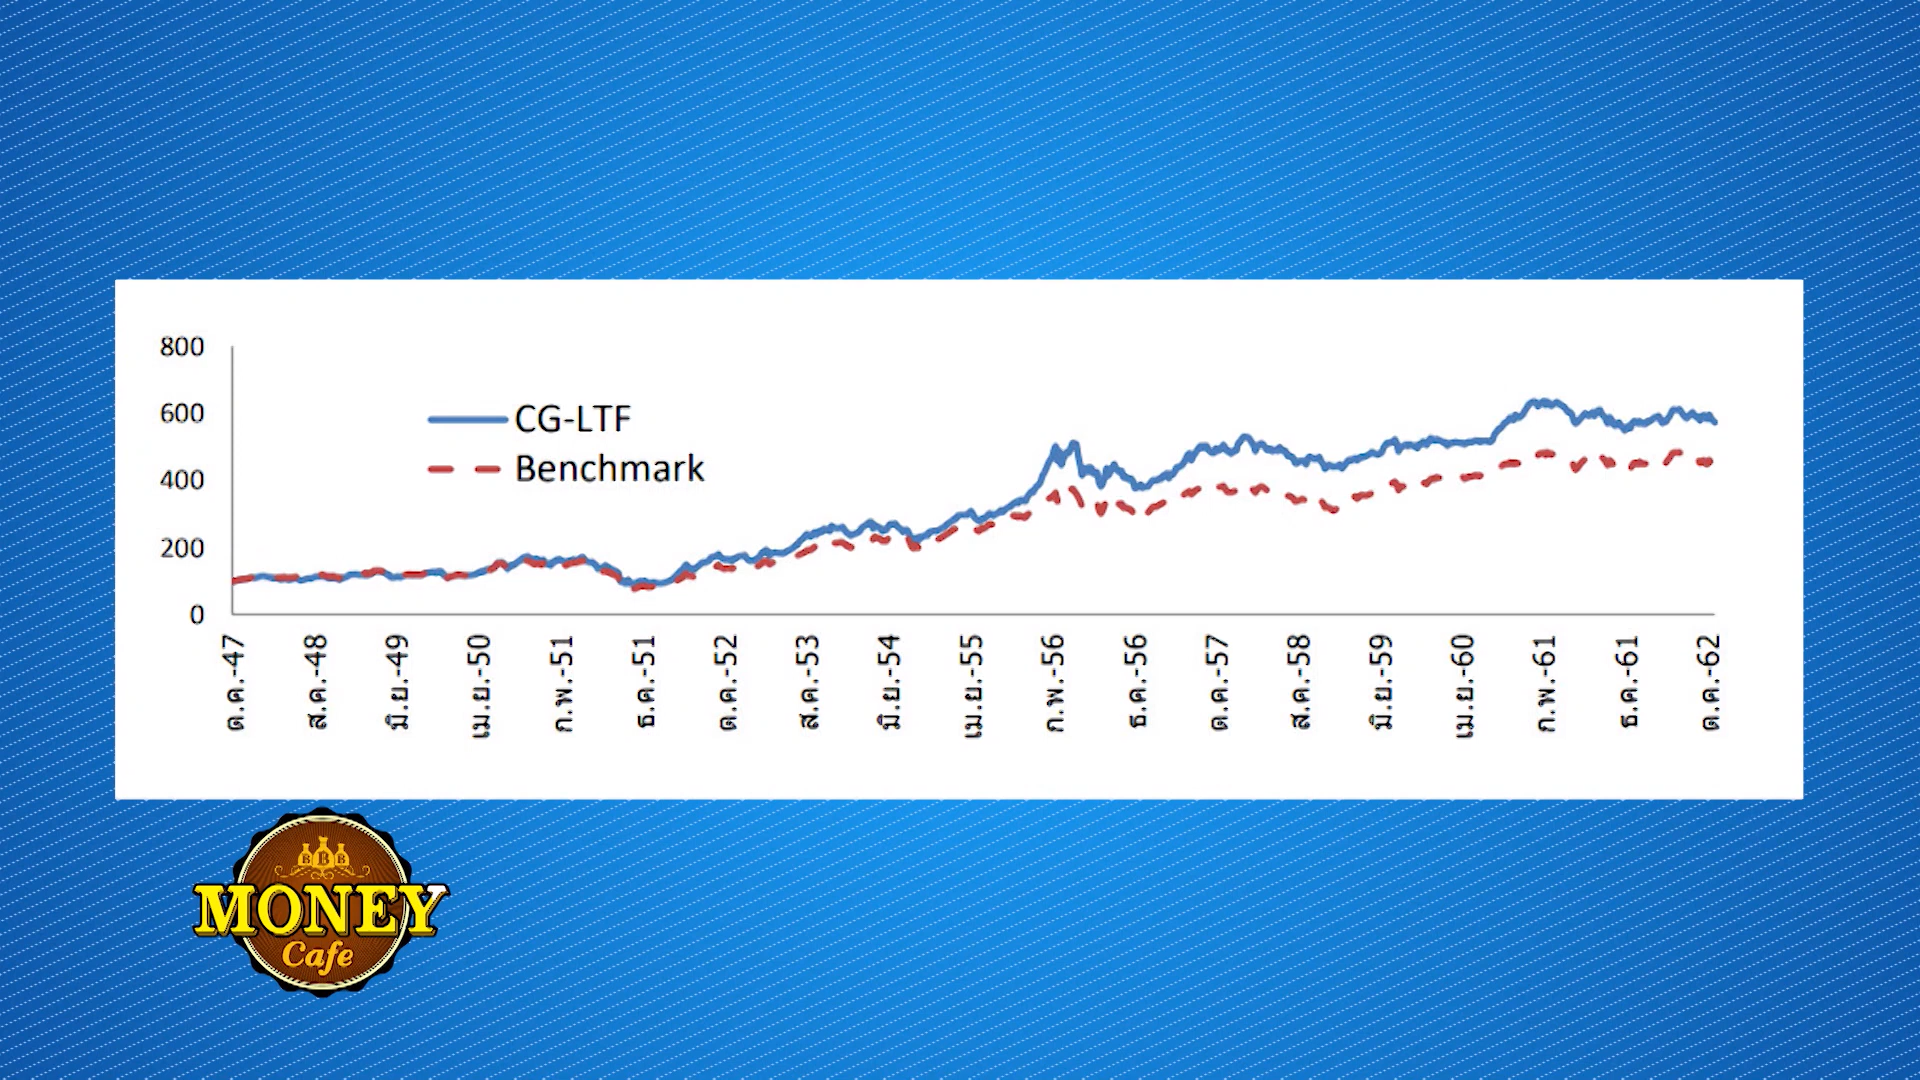 800
600
400
200
0
CG-LTF
Benchmark
ต.ค.-47
ส.ค.-48
มิ.ย.-49
เม.ย.-50
ก.พ.-51
ธ.ค.-51
ต.ค.-52
ส.ค.-53
มิ.ย.-54
เม.ย.-55
ก.พ.-56
ธ.ค.-56
ต.ค.-57
ส.ค.-58
มิ.ย.-59
เม.ย.-60
ก.พ.-61
ธ.ค.-61
ต.ค.-62
B B B
MONEY
Cafe